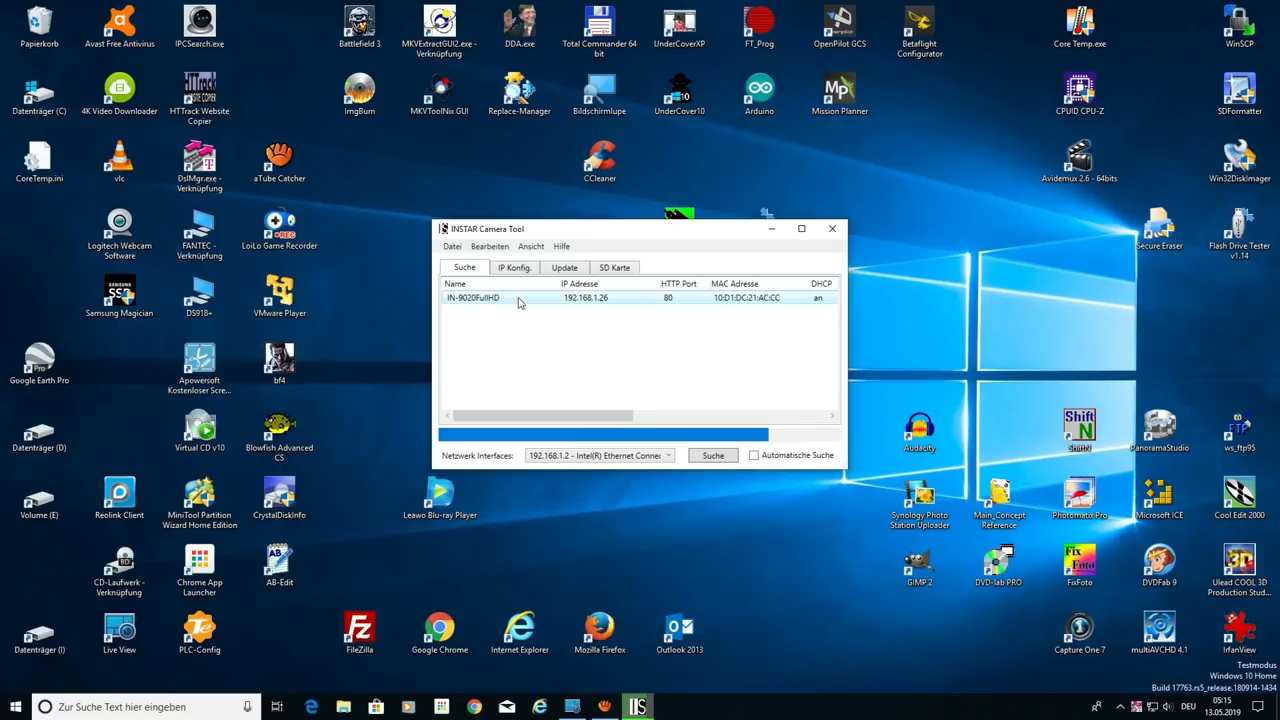 Papierkorb
Avast Free Antivirus
IPCSearch.exe
Battlefield 3
MKVExtractGUI2.exe -
Verknüpfung
DDA.exe
Total Commander 64
bit
UnderCoverXP
FT_Prog
OpenPilot GCS
Betaflight
Configurator
Core Temp.exe
WinSCP
Datenträger (C)
4K Video Downloader
HTTrack Website
Copier
ImgBurn
MKVToolNix GUI
Replace-Manager
Bildschirmlupe
UnderCover10
Arduino
Mission Planner
CPUID CPU-Z
SDFormatter
CoreTemp.ini
vlc
DslMgr.exe -
Verknüpfung
aTube Catcher
CCleaner
Avidemux 2.6 - 64bits
Win32DiskImager
Logitech Webcam
Software
FANTEC -
Verknüpfung
LoiLo Game Recorder
Secure Eraser
Flash Drive Tester
v1.14
INSTAR Camera Tool
Datei Bearbeiten Ansicht Hilfe
Suche IP Konfig. Update SD Karte
Name IP Adresse HTTP Port MAC Adresse DHCP
IN-9020FullHD 192.168.1.26 80 10:D1:DC:21:AC:CC an
Netzwerk Interfaces: 192.168.1.2 - Intel(R) Ethernet Connec Suche Automatische Suche
Samsung Magician
DS918+
VMware Player
Google Earth Pro
Apowersoft
Kostenloser Scre...
bf4
Datenträger (D)
Virtual CD v10
Blowfish Advanced
CS
Audacity
ShiftN
PanoramaStudio
ws_ftp95
Volume (E)
Reolink Client
MiniTool Partition
Wizard Home Edition
CrystalDiskInfo
Leawo Blu-ray Player
Synology Photo
Station Uploader
Main_Concept
Reference
Photomatix Pro
Microsoft ICE
Cool Edit 2000
CD-Laufwerk -
Verknüpfung
Chrome App
Launcher
AB-Edit
GIMP 2
DVD-lab PRO
FixFoto
DVDFab 9
Ulead COOL 3D
Production Stud...
Datenträger (I)
Live View
PLC-Config
FileZilla
Google Chrome
Internet Explorer
Mozilla Firefox
Outlook 2013
Capture One 7
multiAVCHD 4.1
IrfanView
Testmodus
Windows 10 Home
Build 17763.rs5_release.180914-1434
Zur Suche Text hier eingeben
DEU
05:15
13.05.2019